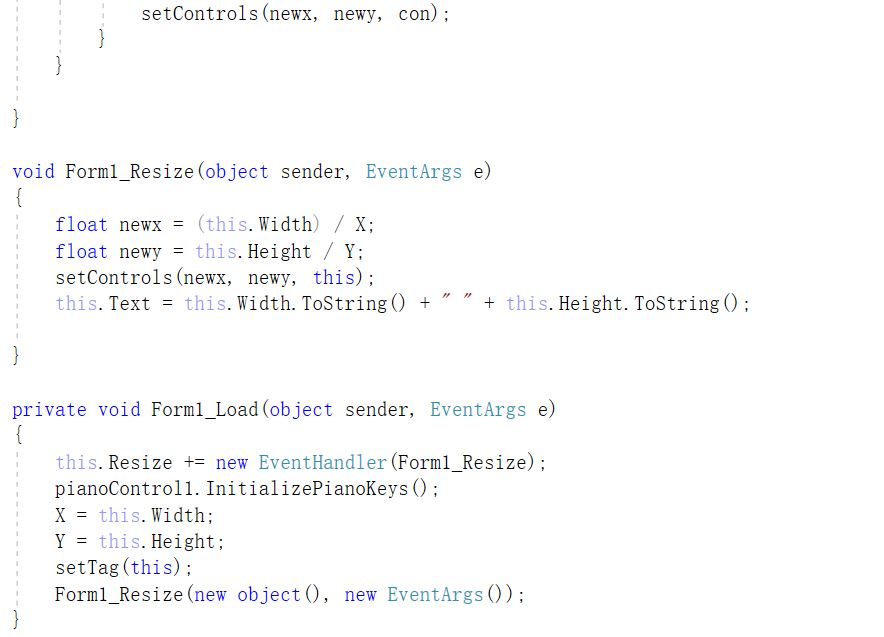 setControls(newx, newy, con);
}
}
}
void Form1_Resize(object sender, EventArgs e)
{
float newx = (this.Width) / X;
float newy = this.Height / Y;
setControls(newx, newy, this);
this.Text = this.Width.ToString() + " " + this.Height.ToString();
}
private void Form1_Load(object sender, EventArgs e)
{
this.Resize += new EventHandler(Form1_Resize);
pianoControl1.InitializePianoKeys();
X = this.Width;
Y = this.Height;
setTag(this);
Form1_Resize(new object(), new EventArgs());
}